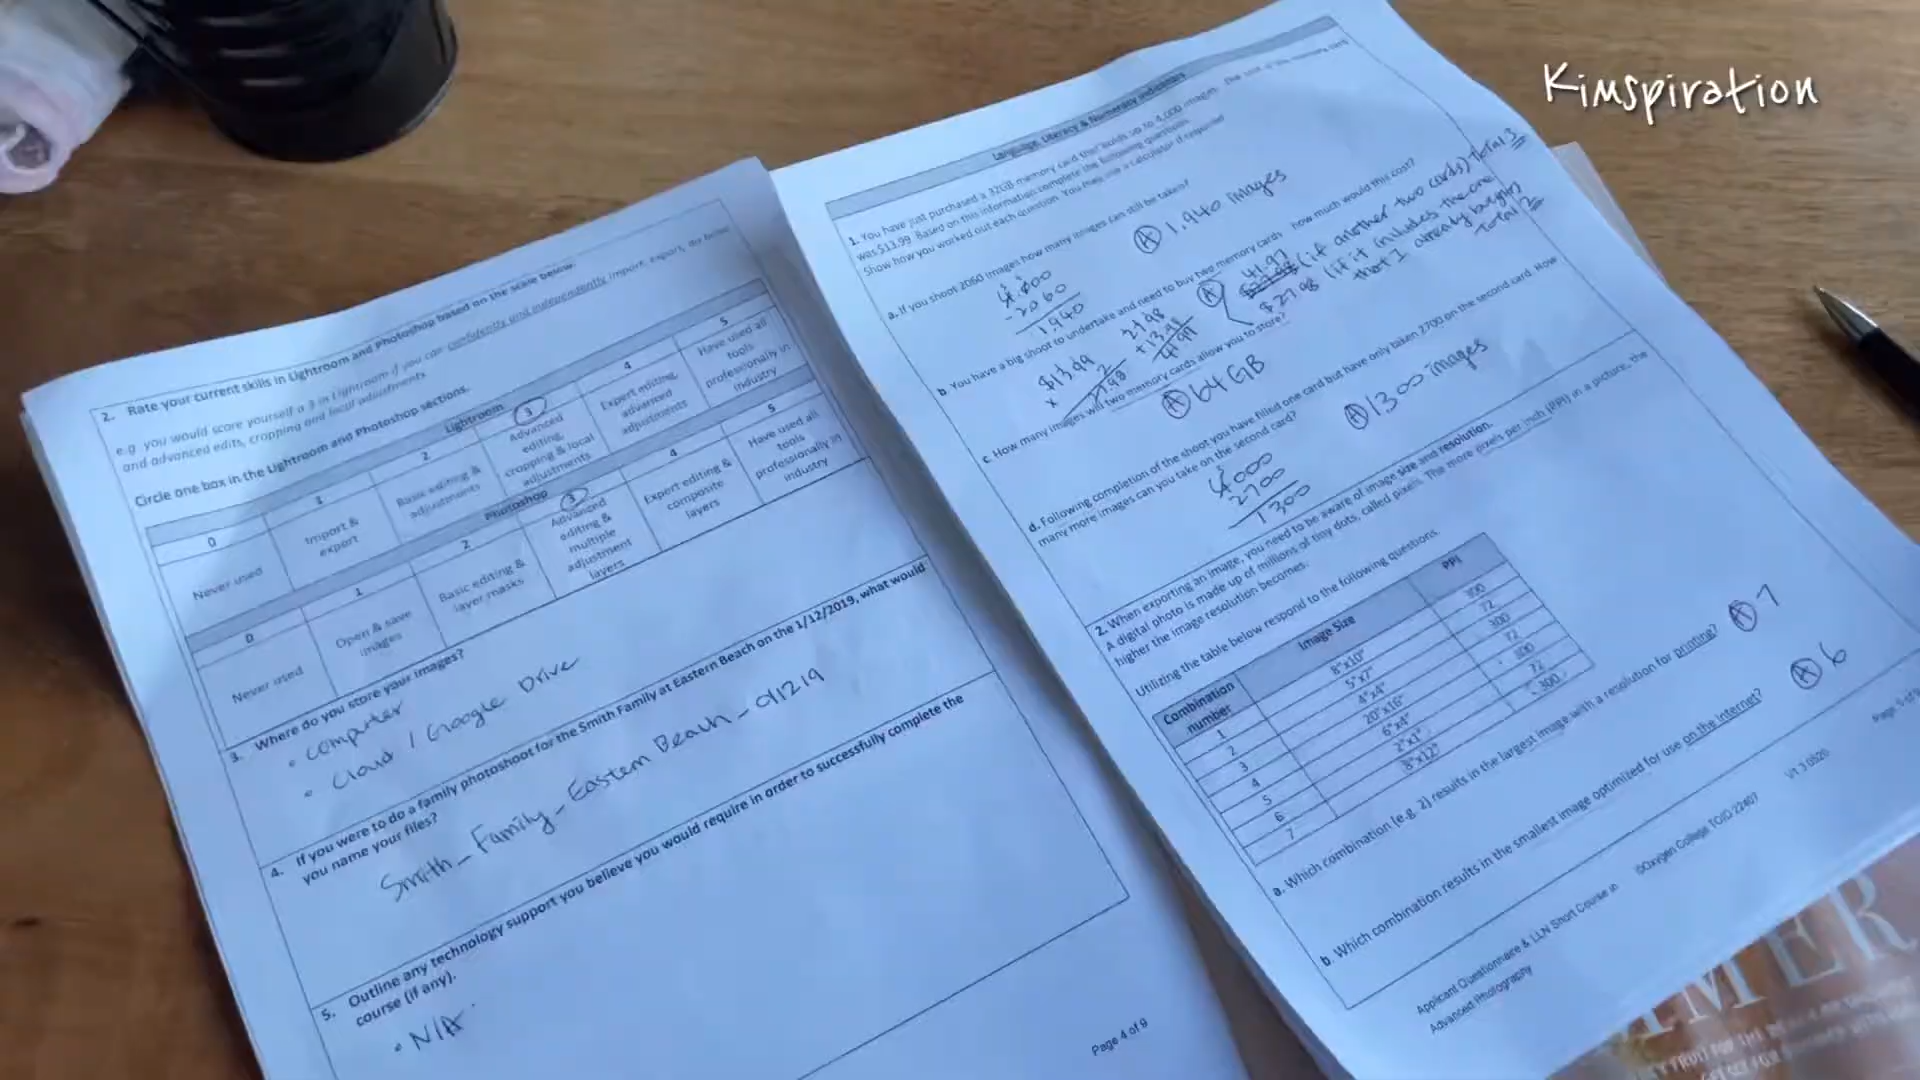 Kimspiration
2. Rate your current skills in Lightroom and Photoshop based on the scale below.
e.g. you would score yourself a 3 in Lightroom if you can confidently and independently import, export, do basic
and advanced edits, cropping and local adjustments
Circle one box in the Lightroom and Photoshop sections.
Lightroom
0 1 2 3 4 5
Never used
Import & export
Basic editing & adjustments
Advanced editing, cropping & local adjustments
Expert editing, advanced adjustments
Have used all tools professionally in industry
Photoshop
0 1 2 3 4 5
Never used
Open & save images
Basic editing & layer masks
Advanced editing & multiple adjustment layers
Expert editing & composite layers
Have used all tools professionally in industry
3. Where do you store your images?
• computer
• Cloud / Google Drive
4. If you were to do a family photoshoot for the Smith Family at Eastern Beach on the 1/12/2019, what would
you name your files?
Smith_Family_Eastern Beach_011219
5. Outline any technology support you believe you would require in order to successfully complete the
course (if any).
• N/A
Page 4 of 9
Language, Literacy & Numeracy Indicators
1. You have just purchased a 32GB memory card that holds up to 4,000 images. The cost of the memory card
was $13.99. Based on this information complete the following questions.
Show how you worked out each question. You may use a calculator if required
a. If you shoot 2060 images how many images can still be taken?
4,000
2060
1,940
A 1,940 images
b. You have a big shoot to undertake and need to buy two memory cards how much would this cost?
$13.99
x 2
27.98
27.98
+13.99
41.97
A 41.97 (if another two cards) total 3
$27.98 (if it includes the one
that I already bought)
total 2
c. How many images will two memory cards allow you to store?
A 64GB
d. Following completion of the shoot you have filled one card but have only taken 2700 on the second card. How
many more images can you take on the second card?
4000
2700
1300
A 1300 images
2. When exporting an image, you need to be aware of image size and resolution.
A digital photo is made up of millions of tiny dots, called pixels. The more pixels per inch (PPI) in a picture, the
higher the image resolution becomes.
Utilizing the table below respond to the following questions.
Combination number Image Size PPI
1 8"x10" 300
2 5"x7" 72
3 4"x4" 300
4 20"x16" 72
5 6"x4" 300
6 2"x1" 72
7 8"x12" 300
a. Which combination (e.g. 2) results in the largest image with a resolution for printing?
A 7
b. Which combination results in the smallest image optimized for use on the internet?
A 6
Applicant Questionnaire & LLN Short Course in
Advanced Photography
©Oxygen College TOID 22407
V1.3 0520